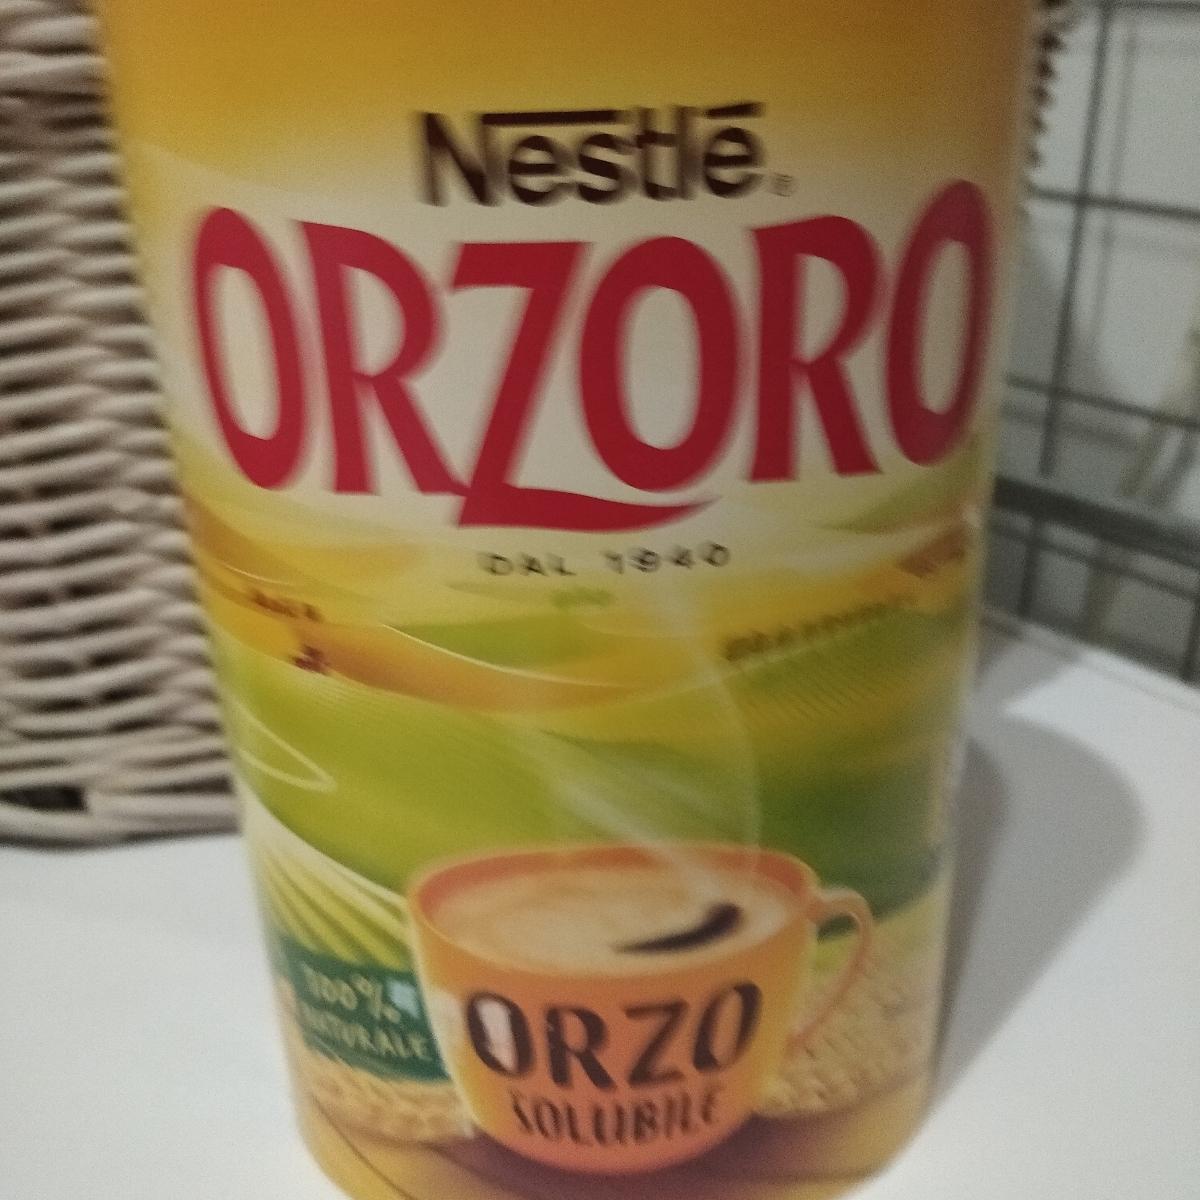 Nestlé®
ORZORO
DAL 1940
100%
NATURALE
ORZO
SOLUBILE